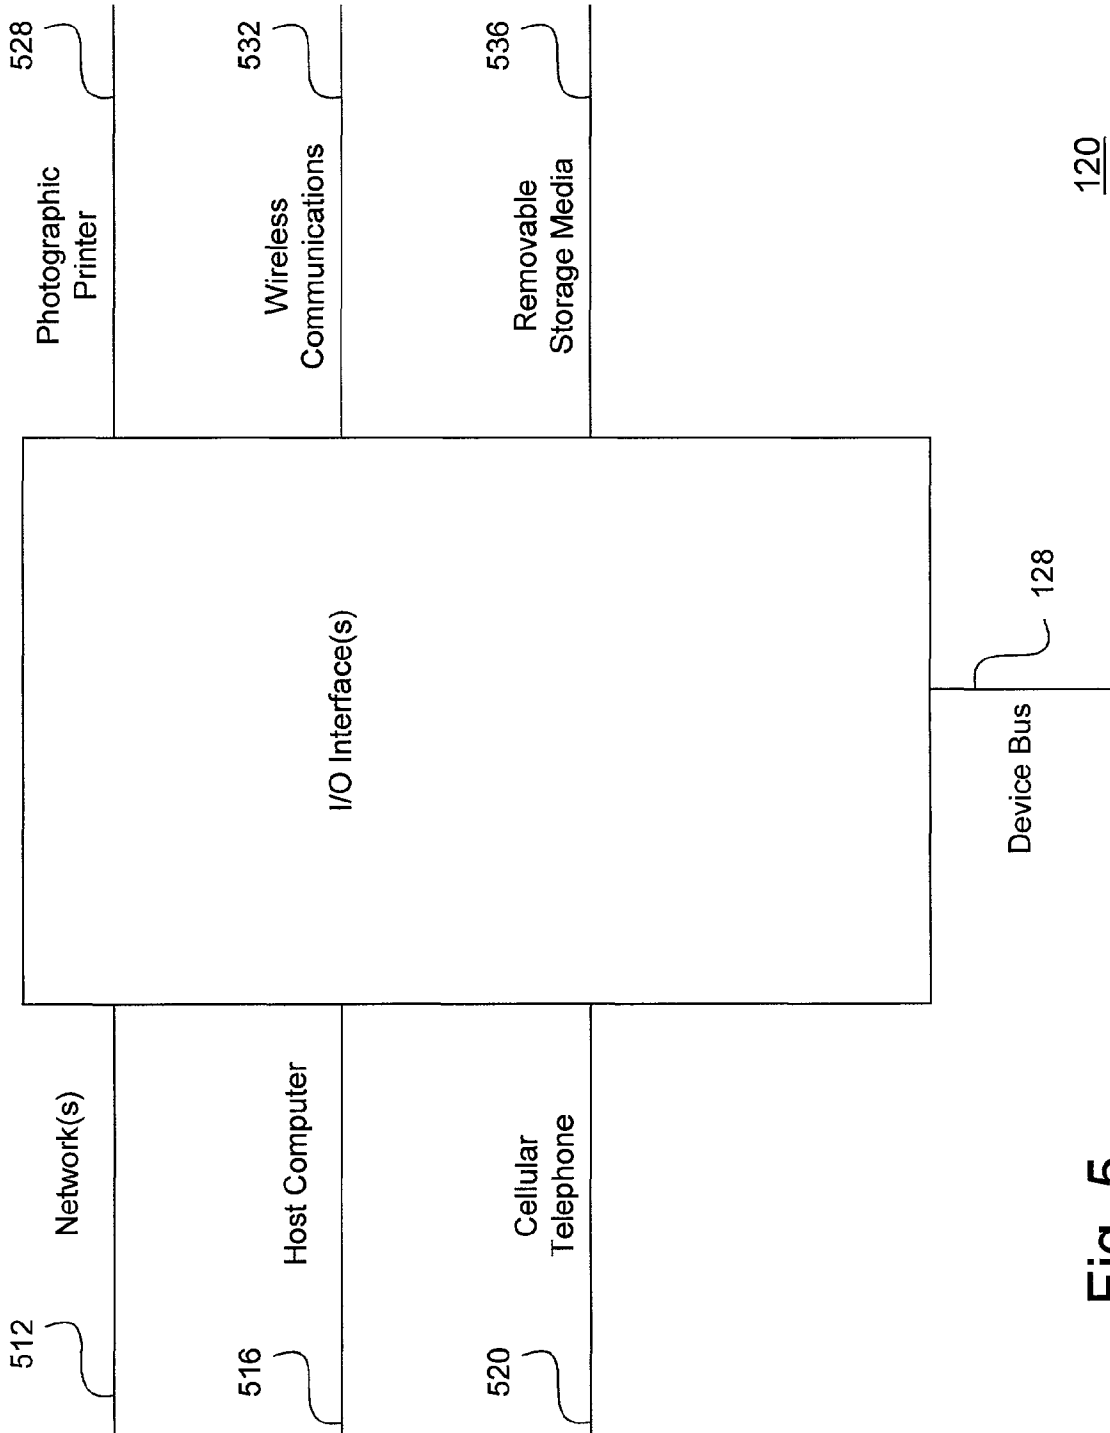 512
528
Network(s)
Photographic
Printer
516
532
Host Computer
Wireless
Communications
I/O Interface(s)
520
536
Cellular
Telephone
Removable
Storage Media
Device Bus
128
Fig. 5
120